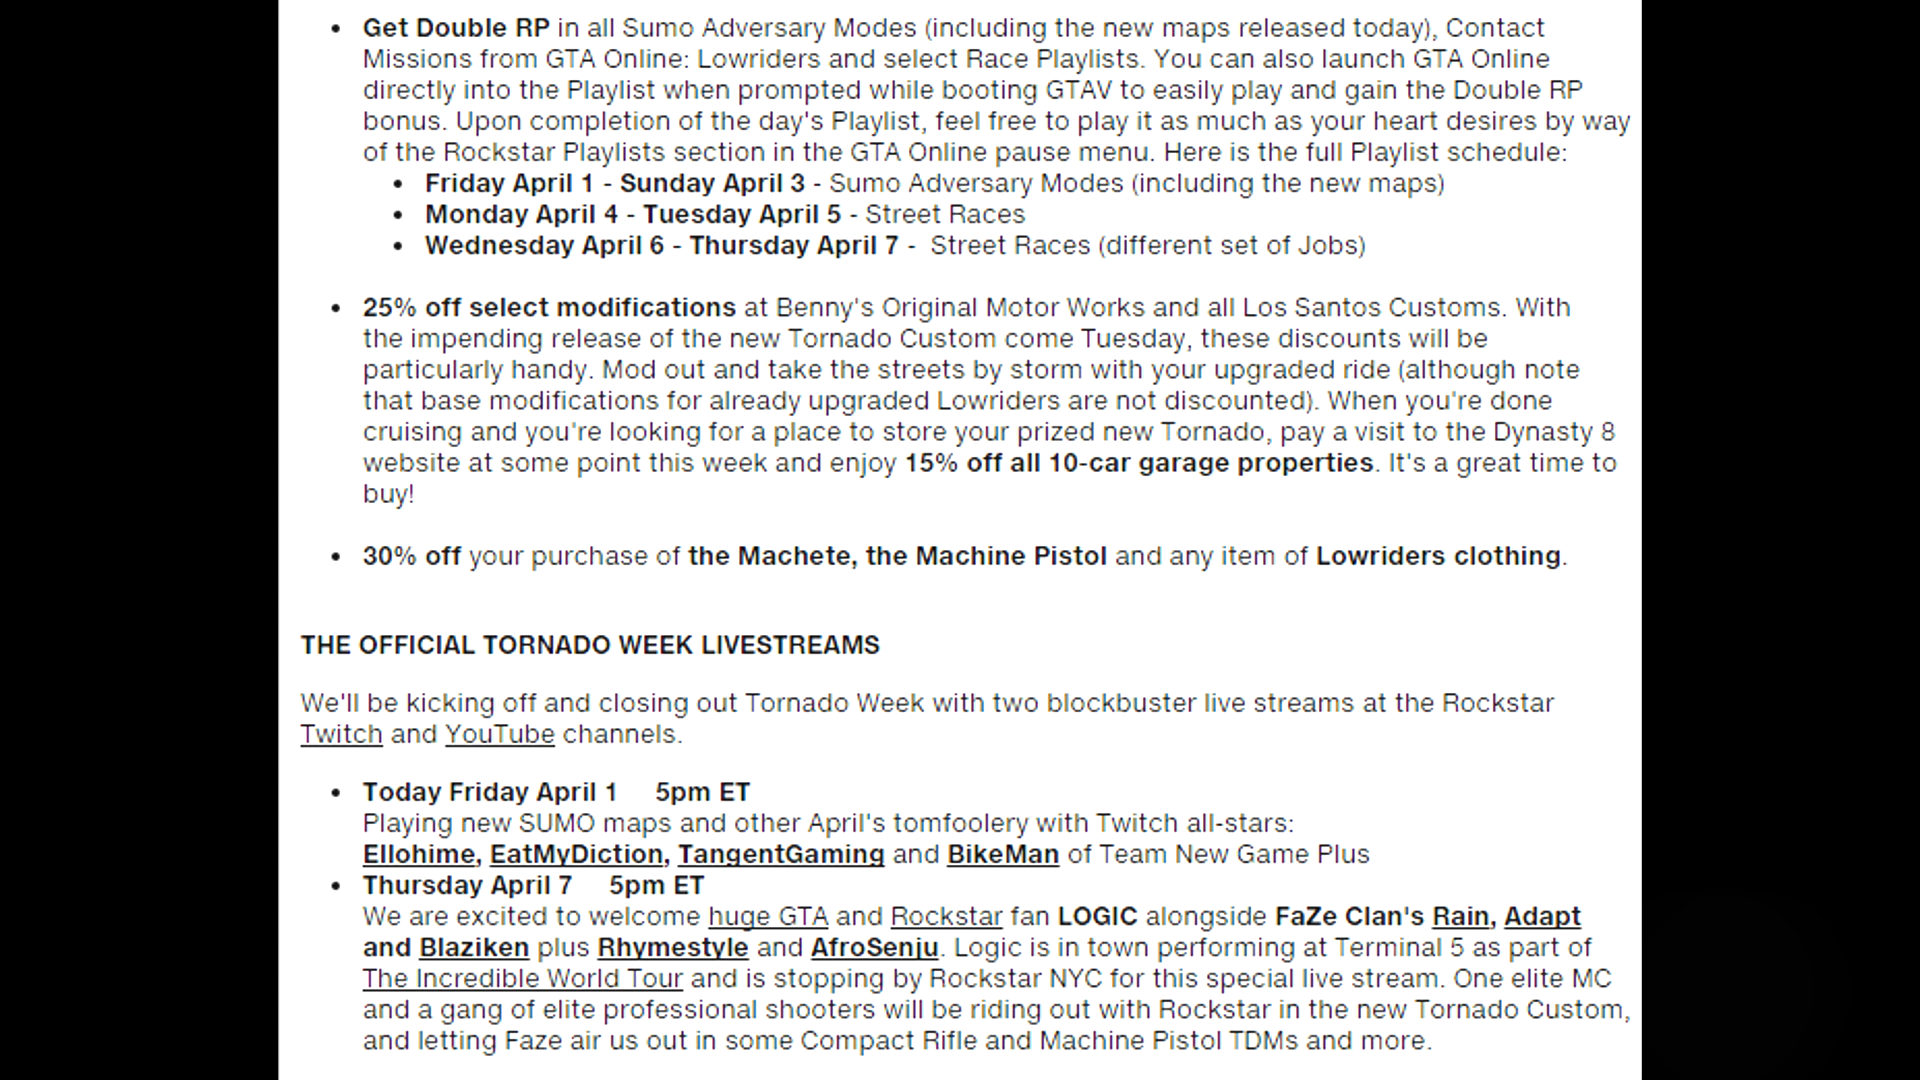 • Get Double RP in all Sumo Adversary Modes (including the new maps released today), Contact
Missions from GTA Online: Lowriders and select Race Playlists. You can also launch GTA Online
directly into the Playlist when prompted while booting GTAV to easily play and gain the Double RP
bonus. Upon completion of the day's Playlist, feel free to play it as much as your heart desires by way
of the Rockstar Playlists section in the GTA Online pause menu. Here is the full Playlist schedule:
• Friday April 1 - Sunday April 3 - Sumo Adversary Modes (including the new maps)
• Monday April 4 - Tuesday April 5 - Street Races
• Wednesday April 6 - Thursday April 7 - Street Races (different set of Jobs)
• 25% off select modifications at Benny's Original Motor Works and all Los Santos Customs. With
the impending release of the new Tornado Custom come Tuesday, these discounts will be
particularly handy. Mod out and take the streets by storm with your upgraded ride (although note
that base modifications for already upgraded Lowriders are not discounted). When you're done
cruising and you're looking for a place to store your prized new Tornado, pay a visit to the Dynasty 8
website at some point this week and enjoy 15% off all 10-car garage properties. It's a great time to
buy!
• 30% off your purchase of the Machete, the Machine Pistol and any item of Lowriders clothing.
THE OFFICIAL TORNADO WEEK LIVESTREAMS
We'll be kicking off and closing out Tornado Week with two blockbuster live streams at the Rockstar
Twitch and YouTube channels.
• Today Friday April 1 5pm ET
Playing new SUMO maps and other April's tomfoolery with Twitch all-stars:
Ellohime, EatMyDiction, TangentGaming and BikeMan of Team New Game Plus
• Thursday April 7 5pm ET
We are excited to welcome huge GTA and Rockstar fan LOGIC alongside FaZe Clan's Rain, Adapt
and Blaziken plus Rhymestyle and AfroSenju. Logic is in town performing at Terminal 5 as part of
The Incredible World Tour and is stopping by Rockstar NYC for this special live stream. One elite MC
and a gang of elite professional shooters will be riding out with Rockstar in the new Tornado Custom,
and letting Faze air us out in some Compact Rifle and Machine Pistol TDMs and more.